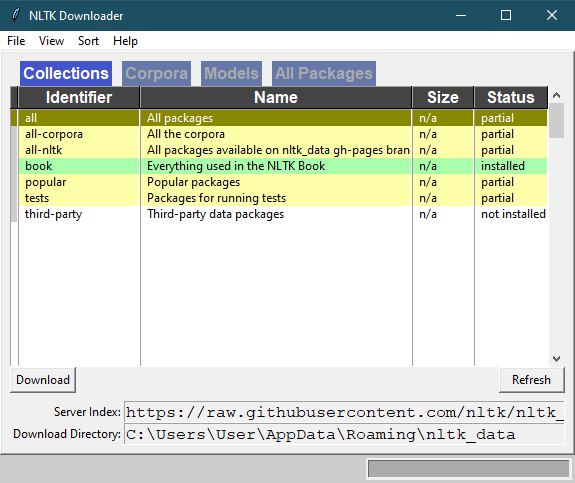 NLTK Downloader
File View Sort Help
Collections Corpora Models All Packages
Identifier Name Size Status
all All packages n/a partial
all-corpora All the corpora n/a partial
all-nltk All packages available on nltk_data gh-pages bran n/a partial
book Everything used in the NLTK Book n/a installed
popular Popular packages n/a partial
tests Packages for running tests n/a partial
third-party Third-party data packages n/a not installed
Download Refresh
Server Index: https://raw.githubusercontent.com/nltk/nltk_
Download Directory: C:\Users\User\AppData\Roaming\nltk_data